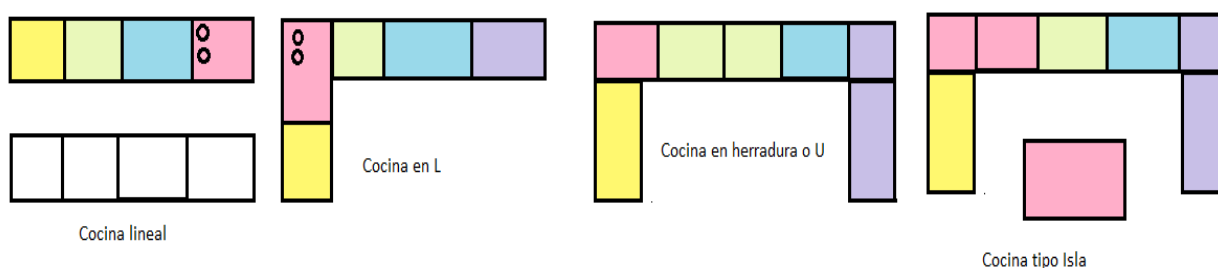 Cocina lineal
Cocina en L
Cocina en herradura o U
Cocina tipo Isla